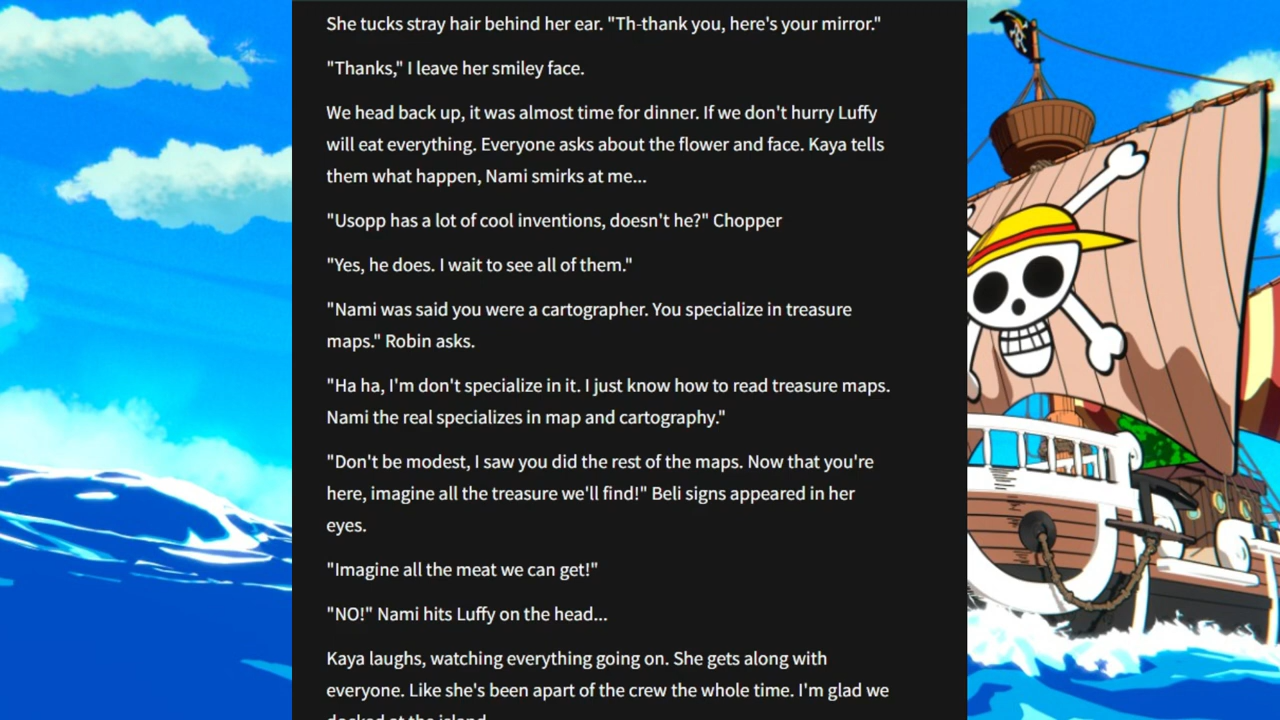 She tucks stray hair behind her ear. "Th-thank you, here's your mirror."
"Thanks," I leave her smiley face.
We head back up, it was almost time for dinner. If we don't hurry Luffy
will eat everything. Everyone asks about the flower and face. Kaya tells
them what happen, Nami smirks at me...
"Usopp has a lot of cool inventions, doesn't he?" Chopper
"Yes, he does. I wait to see all of them."
"Nami was said you were a cartographer. You specialize in treasure
maps." Robin asks.
"Ha ha, I'm don't specialize in it. I just know how to read treasure maps.
Nami the real specializes in map and cartography."
"Don't be modest, I saw you did the rest of the maps. Now that you're
here, imagine all the treasure we'll find!" Beli signs appeared in her
eyes.
"Imagine all the meat we can get!"
"NO!" Nami hits Luffy on the head...
Kaya laughs, watching everything going on. She gets along with
everyone. Like she's been apart of the crew the whole time. I'm glad we
docked at the island